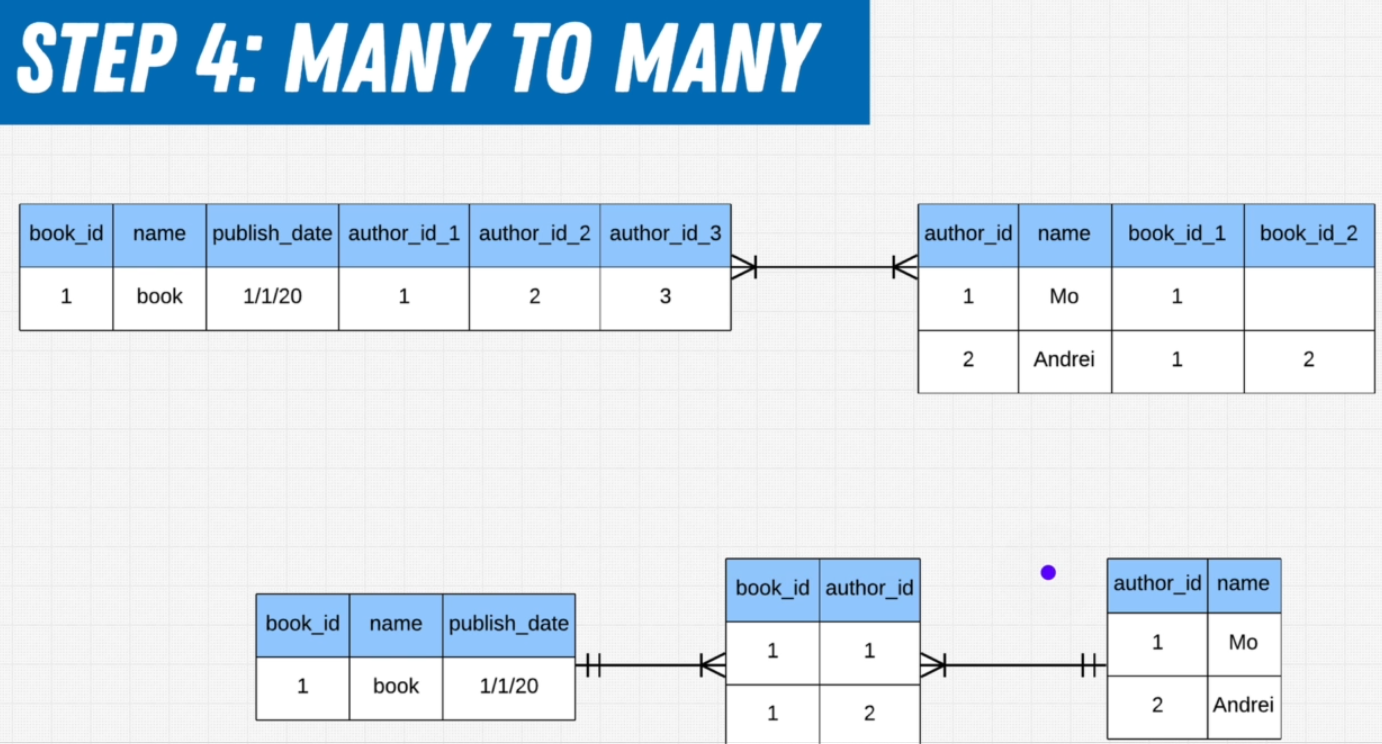 STEP 4: MANY TO MANY
book_id name publish_date author_id_1 author_id_2 author_id_3
1 book 1/1/20 1 2 3
author_id name book_id_1 book_id_2
1 Mo 1
2 Andrei 1 2
book_id name publish_date
1 book 1/1/20
book_id author_id
1 1
1 2
author_id name
1 Mo
2 Andrei